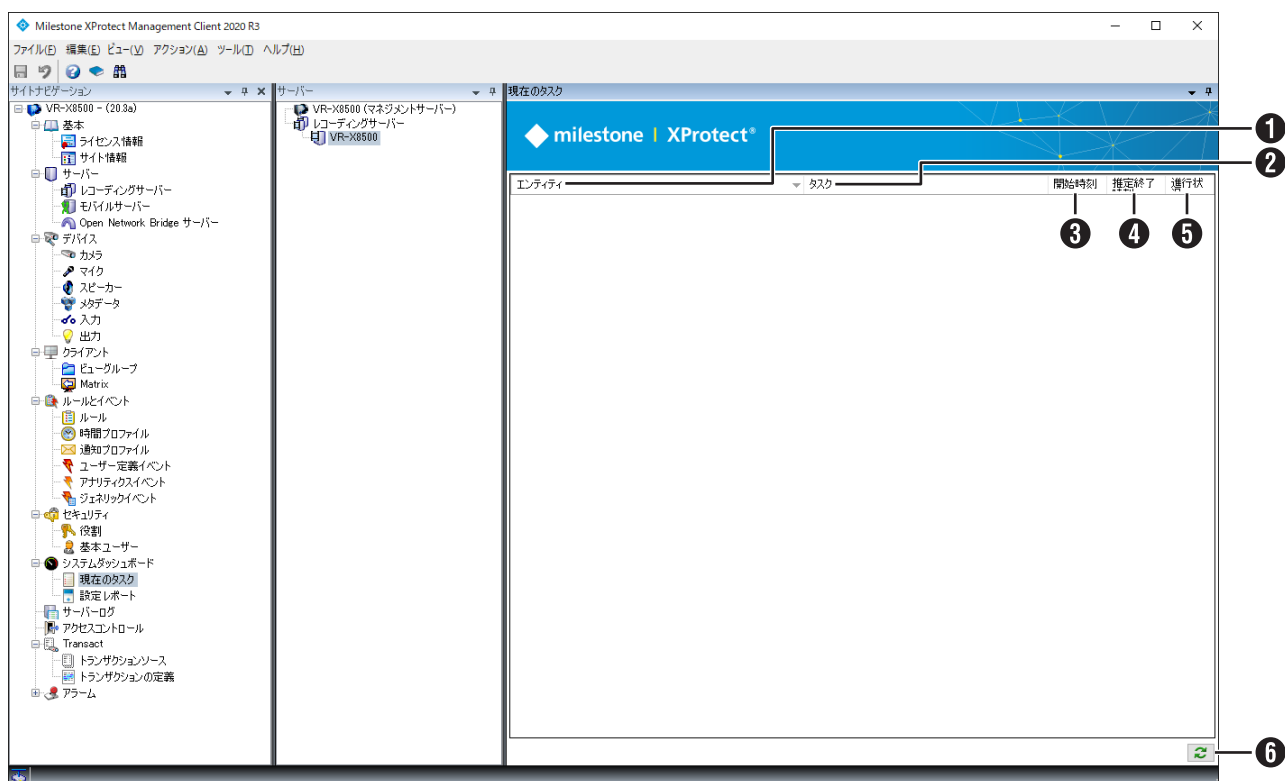 Milestone XProtect Management Client 2020 R3
ファイル(F) 編集(E) ビュー(V) アクション(A) ツール(T) ヘルプ(H)
サイトナビゲーション
VR-X8500 - (20.3a)
基本
ライセンス情報
サイト情報
サーバー
レコーディングサーバー
モバイルサーバー
Open Network Bridge サーバー
デバイス
カメラ
マイク
スピーカー
メタデータ
入力
出力
クライアント
ビューグループ
Matrix
ルールとイベント
ルール
時間プロファイル
通知プロファイル
ユーザー定義イベント
アナリティクスイベント
ジェネリックイベント
セキュリティ
役割
基本ユーザー
システムダッシュボード
現在のタスク
設定レポート
サーバーログ
アクセスコントロール
Transact
トランザクションソース
トランザクションの定義
アラーム
サーバー
VR-X8500 (マネジメントサーバー)
レコーディングサーバー
VR-X8500
現在のタスク
milestone | XProtect®
エンティティ タスク 開始時刻 推定終了 進行状
1
2
3 4 5
6